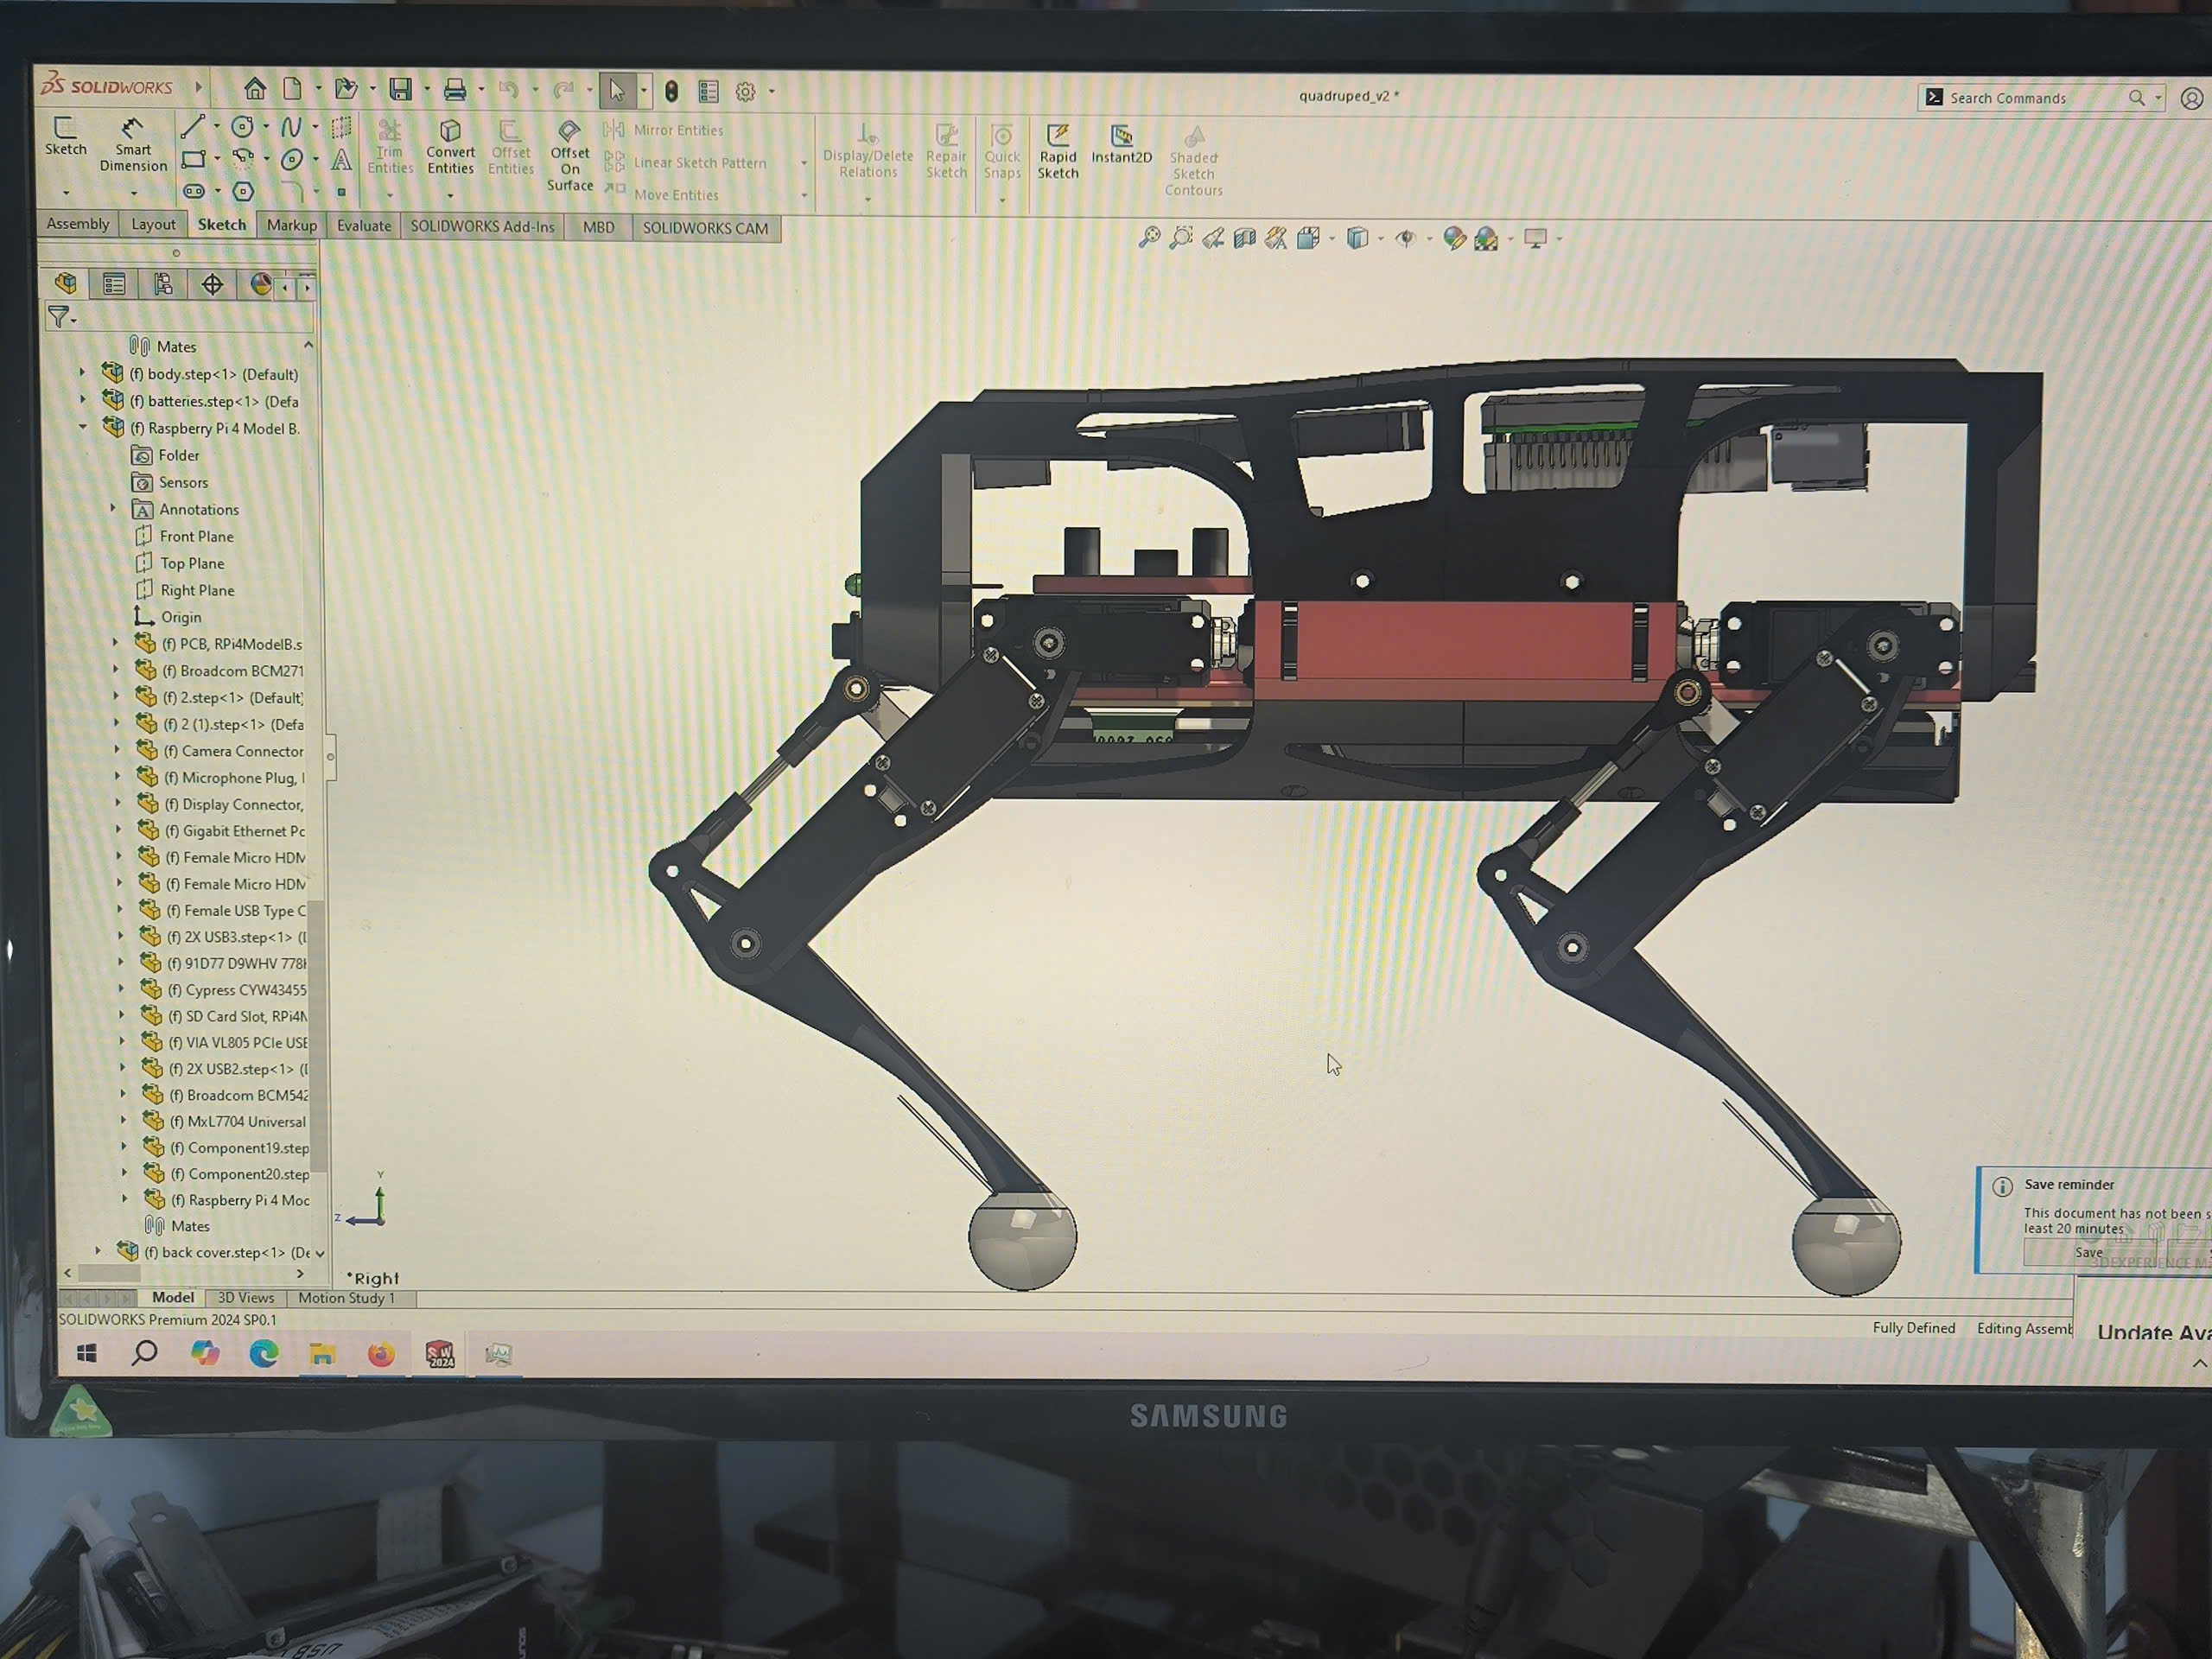 SOLIDWORKS
quadruped_v2 *
Search Commands
Sketch
Smart Dimension
Trim Entities
Convert Entities
Offset Entities
Offset On Surface
Mirror Entities
Linear Sketch Pattern
Move Entities
Display/Delete Relations
Repair Sketch
Quick Snaps
Rapid Sketch
Instant2D
Shaded Sketch Contours
Assembly Layout Sketch Markup Evaluate SOLIDWORKS Add-Ins MBD SOLIDWORKS CAM
Mates
(f) body.step<1> (Default)
(f) batteries.step<1> (Defa
(f) Raspberry Pi 4 Model B.
Folder
Sensors
Annotations
Front Plane
Top Plane
Right Plane
Origin
(f) PCB, RPi4ModelB.s
(f) Broadcom BCM271
(f) 2.step<1> (Default)
(f) 2 (1).step<1> (Defa
(f) Camera Connector
(f) Microphone Plug,
(f) Display Connector,
(f) Gigabit Ethernet Pc
(f) Female Micro HDM
(f) Female Micro HDM
(f) Female USB Type C
(f) 2X USB3.step<1> (
(f) 91D77 D9WHV 778
(f) Cypress CYW43455
(f) SD Card Slot, RPi4
(f) VIA VL805 PCIe USE
(f) 2X USB2.step<1> (
(f) Broadcom BCM542
(f) MxL7704 Universal
(f) Component19.step
(f) Component20.step
(f) Raspberry Pi 4 Moc
Mates
(f) back cover.step<1> (De
Y
Z
*Right
Save reminder
This document has not been s
least 20 minutes
Save
3DEXPERIENCE M
Model 3D Views Motion Study 1
SOLIDWORKS Premium 2024 SP0.1
Fully Defined Editing Assemb
Update Ava
SW
2024
SAMSUNG